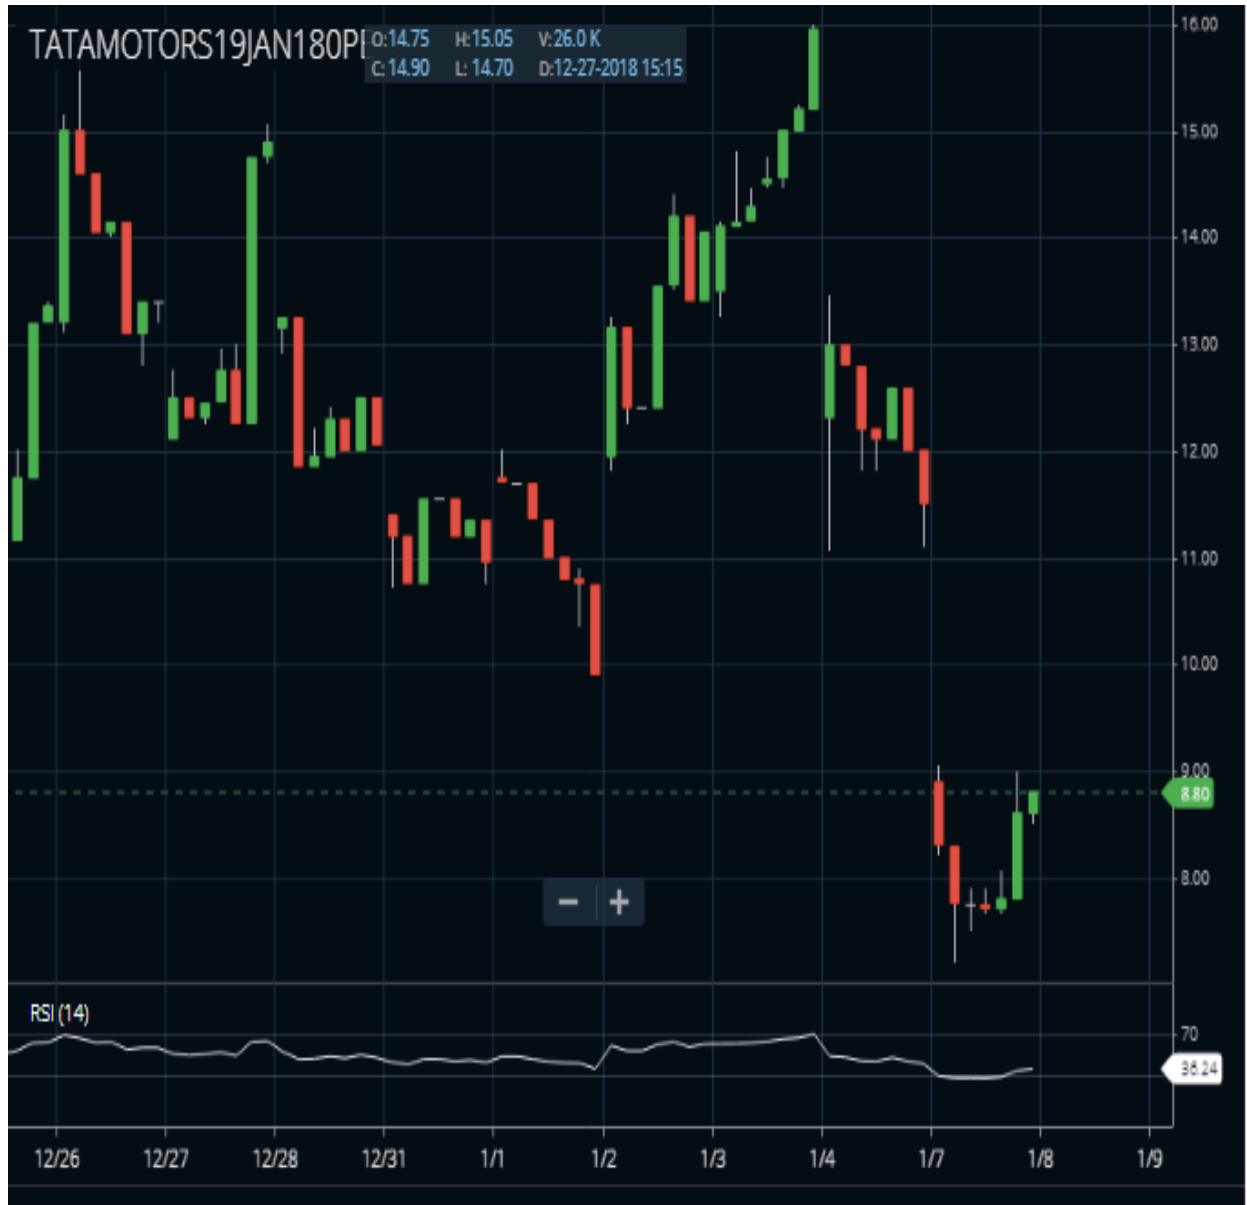 TATAMOTORS19JAN180PE
O:14.75 H:15.05 V:26.0 K
C:14.90 L:14.70 D:12-27-2018 15:15
16.00
15.00
14.00
13.00
12.00
11.00
10.00
9.00
8.80
8.00
− +
RSI (14)
70
36.24
12/26 12/27 12/28 12/31 1/1 1/2 1/3 1/4 1/7 1/8 1/9